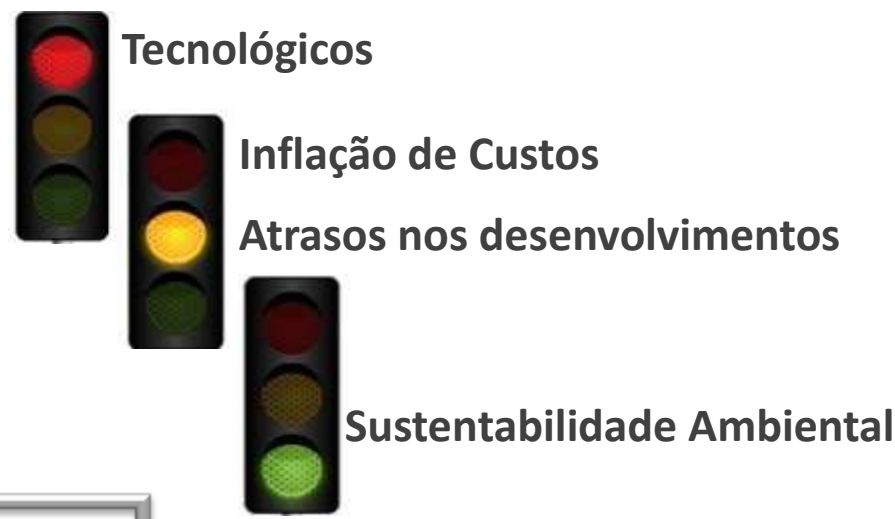 Tecnológicos
Inflação de Custos
Atrasos nos desenvolvimentos
Sustentabilidade Ambiental